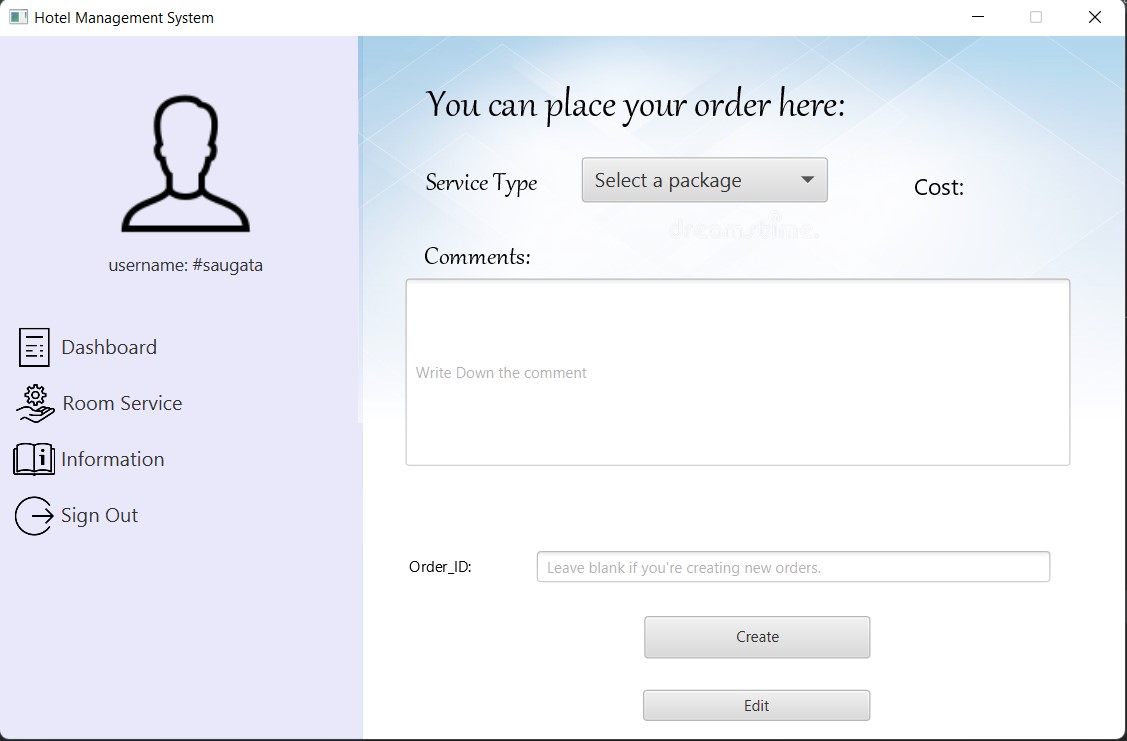 Hotel Management System
username: #saugata
Dashboard
Room Service
Information
Sign Out
You can place your order here:
Service Type
Select a package
Cost:
dreamstime.
Comments:
Write Down the comment
Order_ID:
Leave blank if you're creating new orders.
Create
Edit